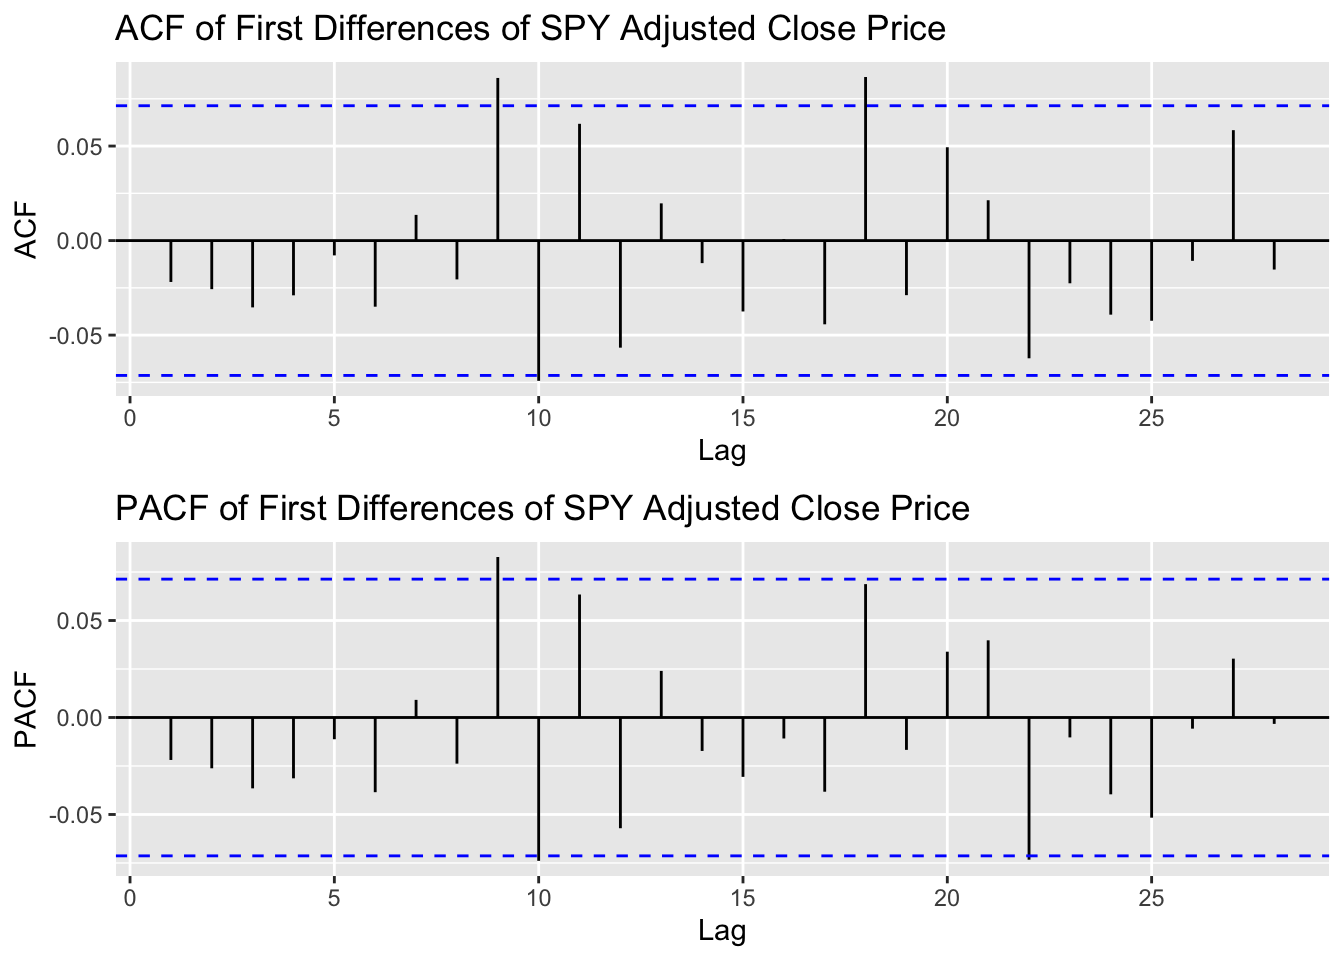 ACF of First Differences of SPY Adjusted Close Price
ACF
0.05
0.00
-0.05
0 5 10 15 20 25
Lag
PACF of First Differences of SPY Adjusted Close Price
PACF
0.05
0.00
-0.05
0 5 10 15 20 25
Lag